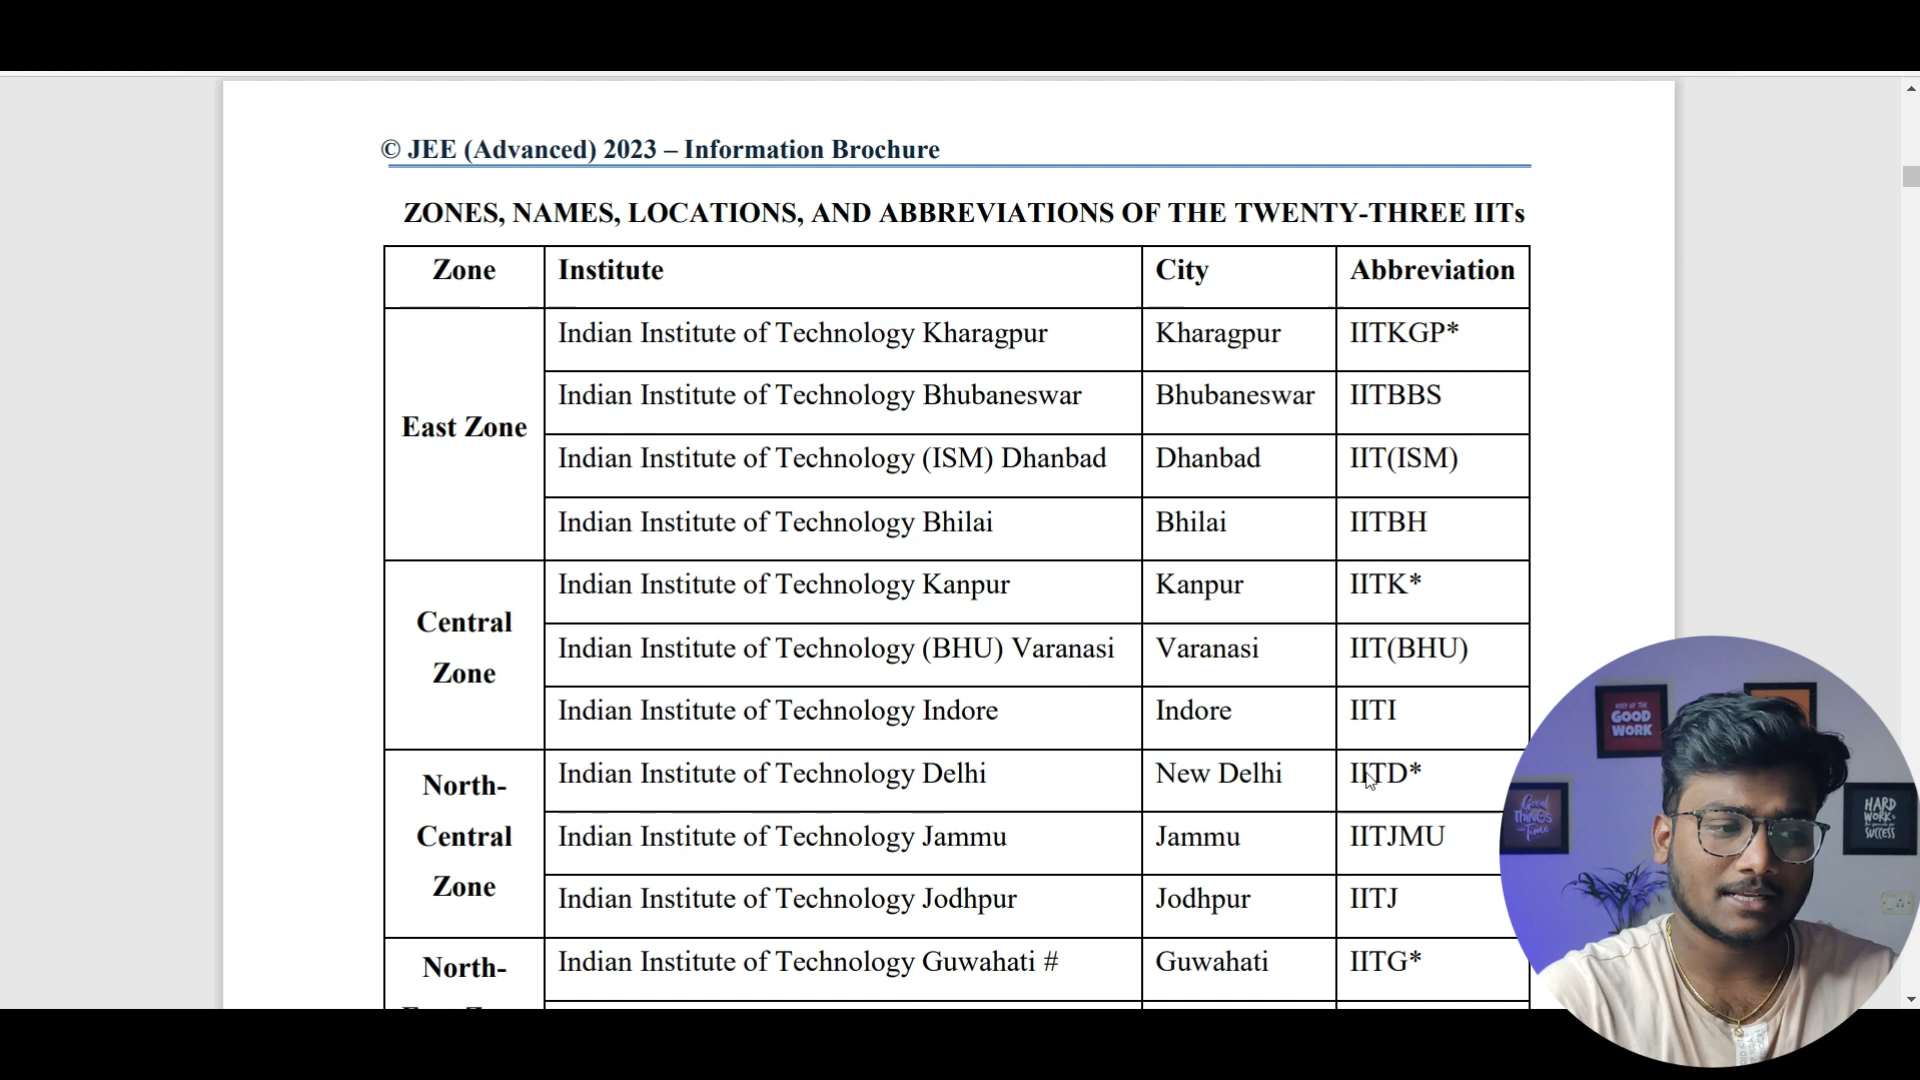 © JEE (Advanced) 2023 – Information Brochure
ZONES, NAMES, LOCATIONS, AND ABBREVIATIONS OF THE TWENTY-THREE IITs
Zone Institute City Abbreviation
East Zone
Indian Institute of Technology Kharagpur Kharagpur IITKGP*
Indian Institute of Technology Bhubaneswar Bhubaneswar IITBBS
Indian Institute of Technology (ISM) Dhanbad Dhanbad IIT(ISM)
Indian Institute of Technology Bhilai Bhilai IITBH
Central
Zone
Indian Institute of Technology Kanpur Kanpur IITK*
Indian Institute of Technology (BHU) Varanasi Varanasi IIT(BHU)
Indian Institute of Technology Indore Indore IITI
North-
Central
Zone
Indian Institute of Technology Delhi New Delhi IITD*
Indian Institute of Technology Jammu Jammu IITJMU
Indian Institute of Technology Jodhpur Jodhpur IITJ
North-
Indian Institute of Technology Guwahati # Guwahati IITG*
GOOD
WORK
Good
THINGS
Time
HARD
WORK
SUCCESS